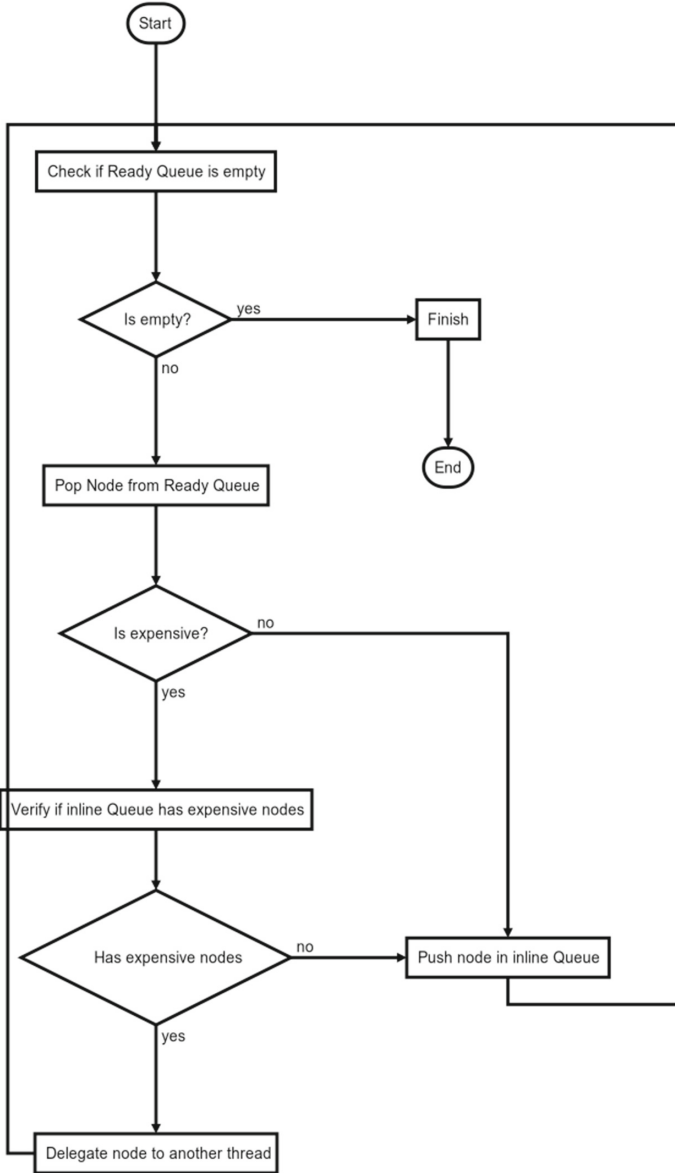 Start
Check if Ready Queue is empty
Is empty?
yes
Finish
no
End
Pop Node from Ready Queue
Is expensive?
no
yes
Verify if inline Queue has expensive nodes
Has expensive nodes
no
Push node in inline Queue
yes
Delegate node to another thread